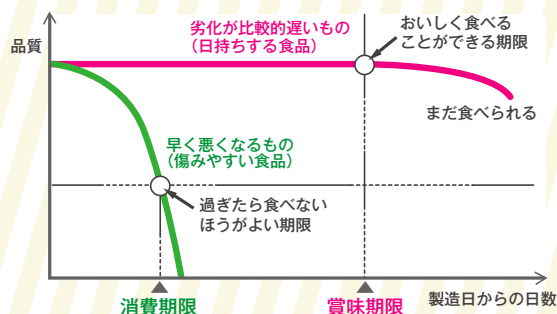 品質
劣化が比較的遅いもの
（日持ちする食品）
おいしく食べる
ことができる期限
まだ食べられる
早く悪くなるもの
（傷みやすい食品）
過ぎたら食べない
ほうがよい期限
消費期限
賞味期限
製造日からの日数